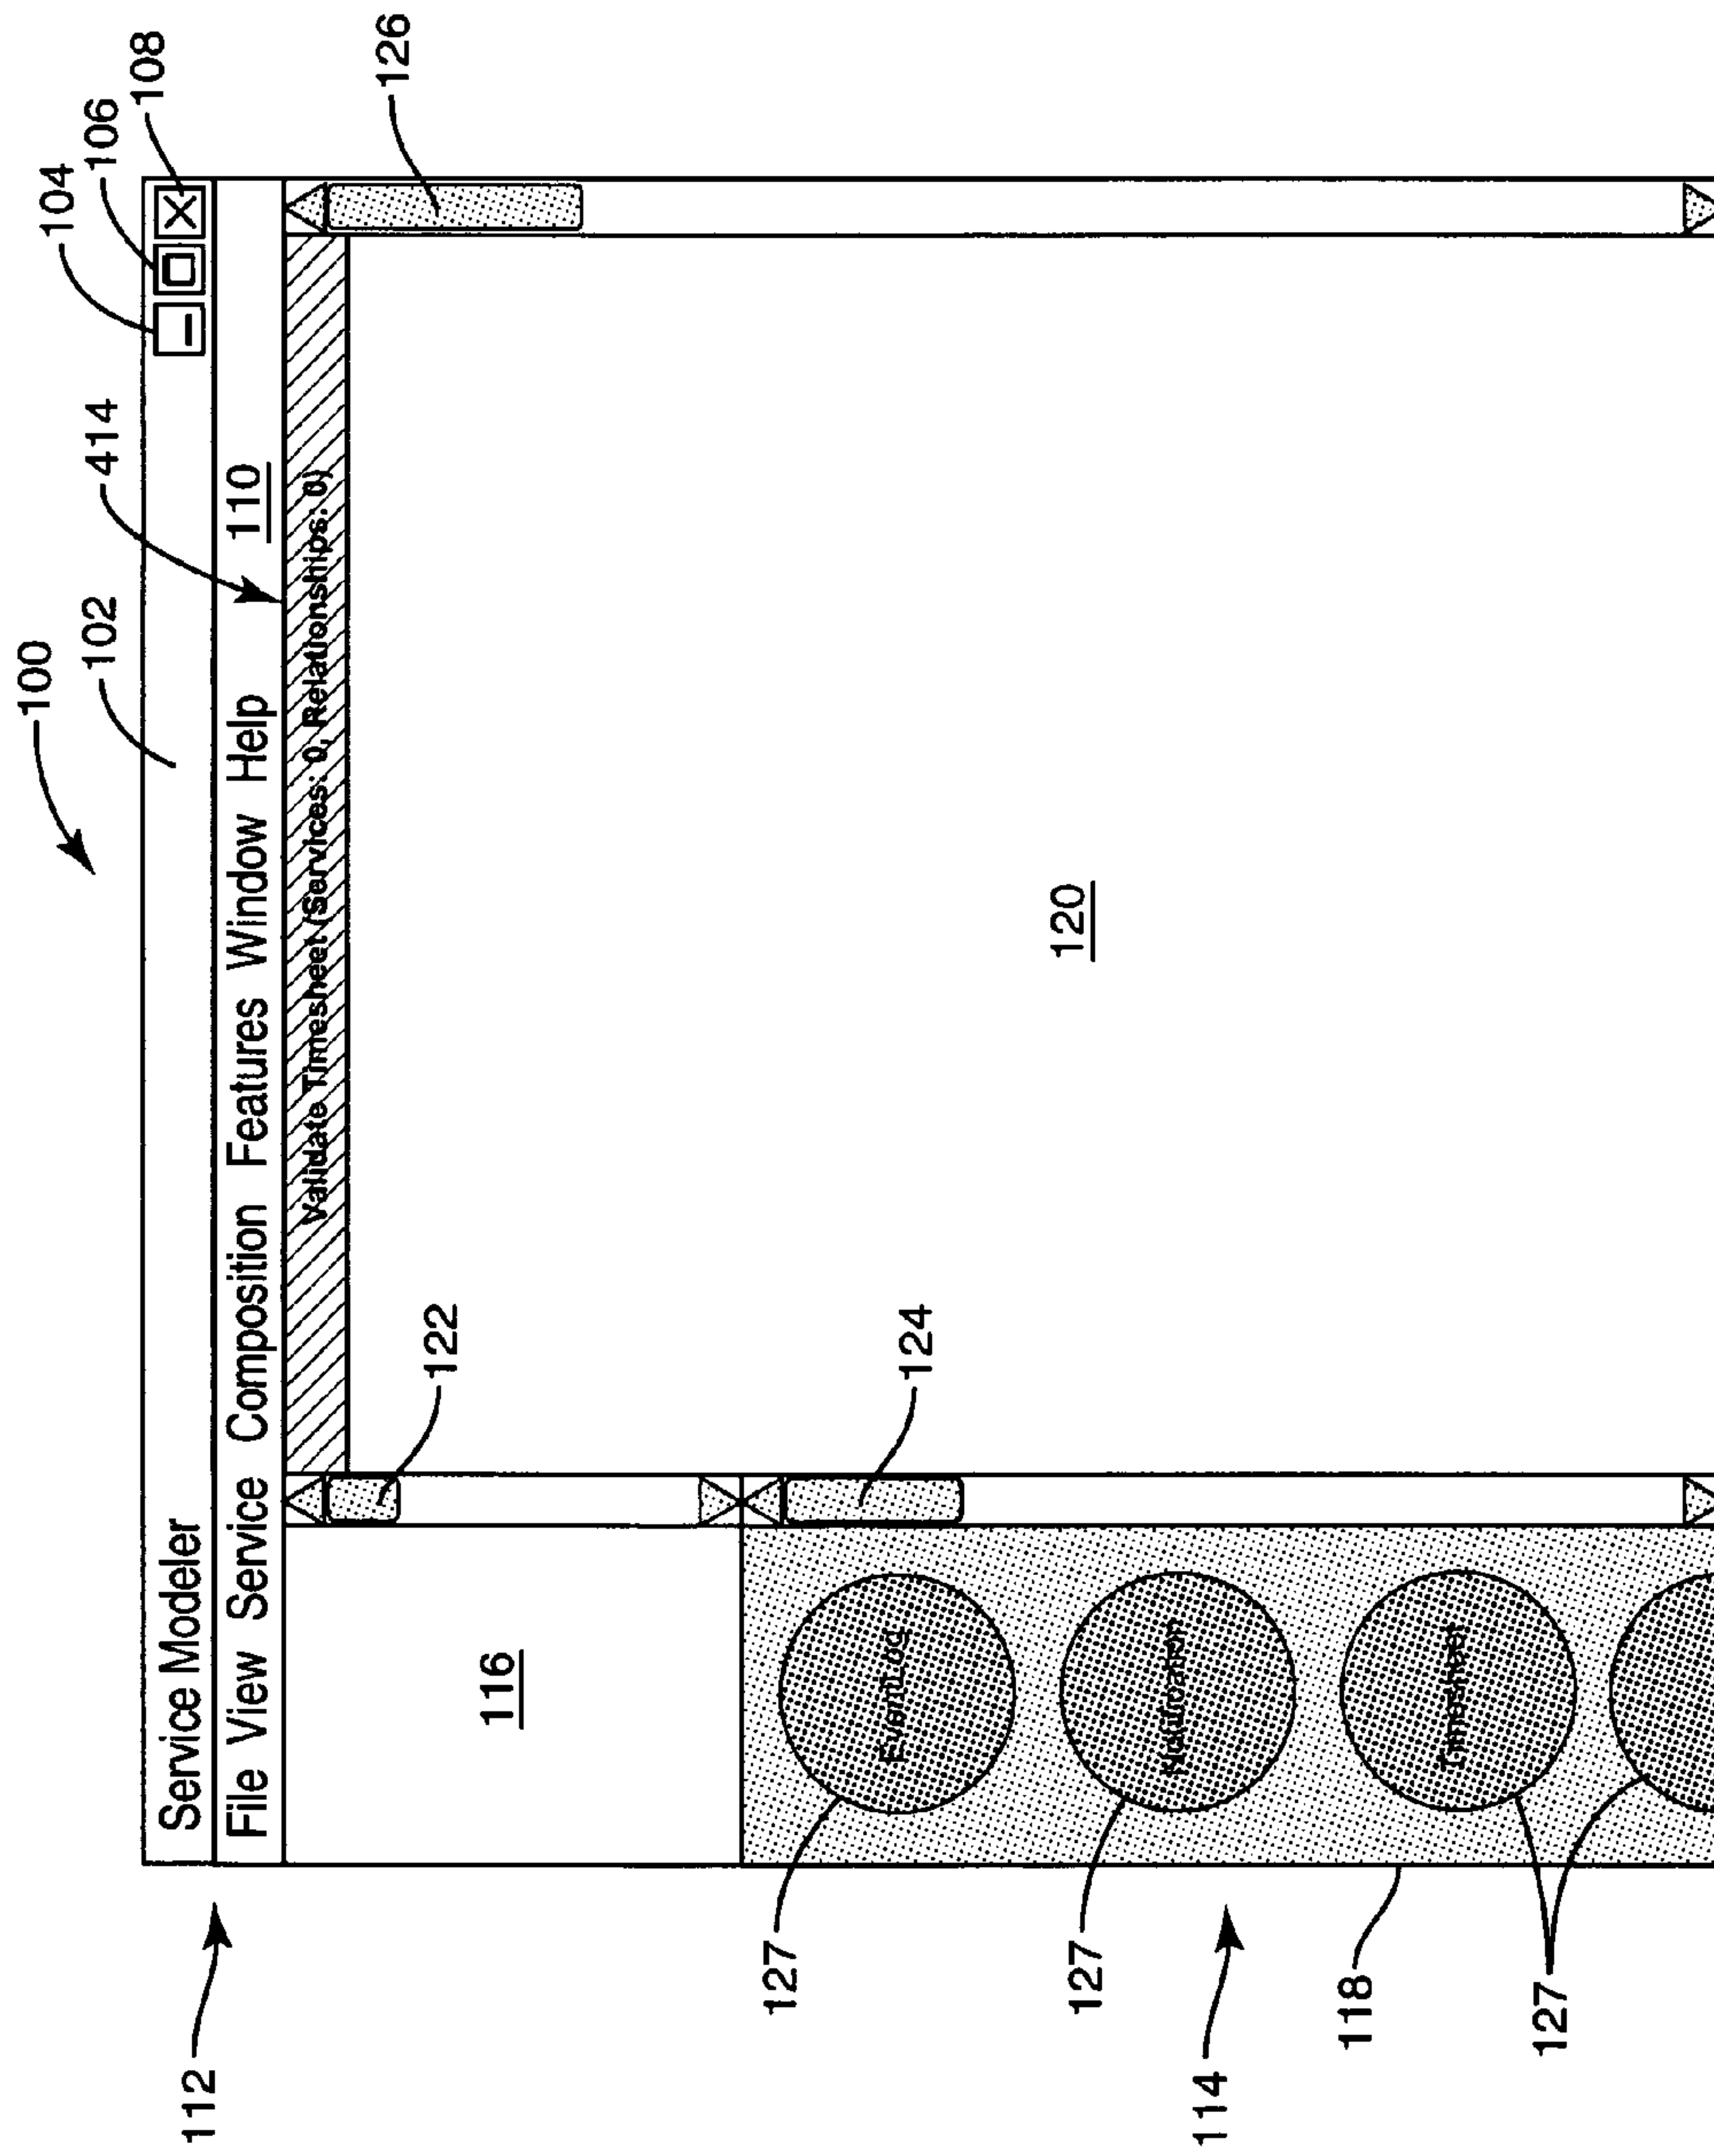 100
102
414
104
106
108
126
112
Service Modeler
File View Service Composition Features Window Help 110
Validate Timesheet (Services: 0, Relationships: 0)
122
116
120
124
127
EventLog
127
Notification
114
118
Timesheet
127